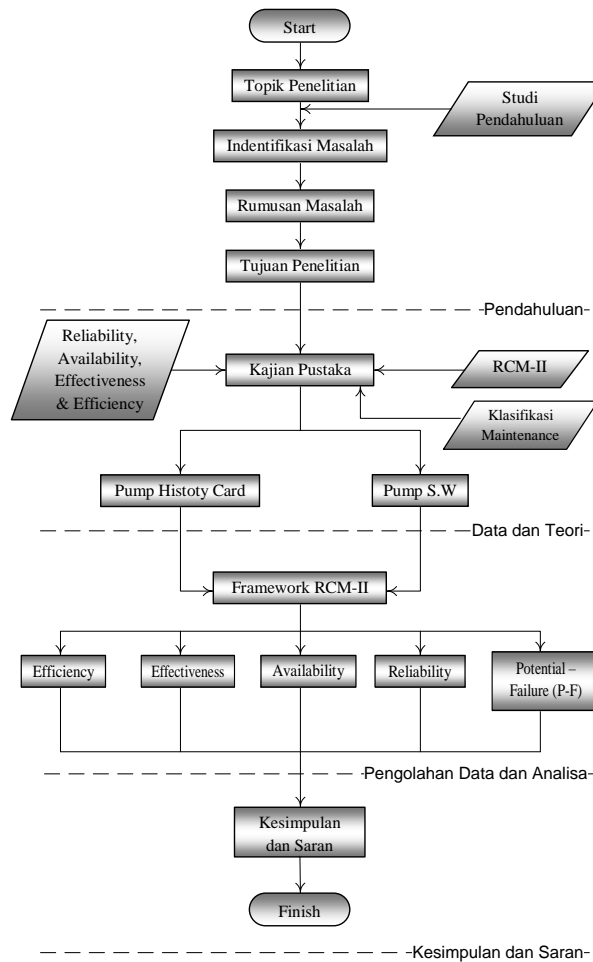 Start
Topik Penelitian
Studi
Pendahuluan
Indentifikasi Masalah
Rumusan Masalah
Tujuan Penelitian
Pendahuluan
Reliability,
Availability,
Effectiveness
& Efficiency
Kajian Pustaka
RCM-II
Klasifikasi
Maintenance
Pump Histoty Card
Pump S.W
Data dan Teori
Framework RCM-II
Efficiency
Effectiveness
Availability
Reliability
Potential –
Failure (P-F)
Pengolahan Data dan Analisa
Kesimpulan
dan Saran
Finish
Kesimpulan dan Saran